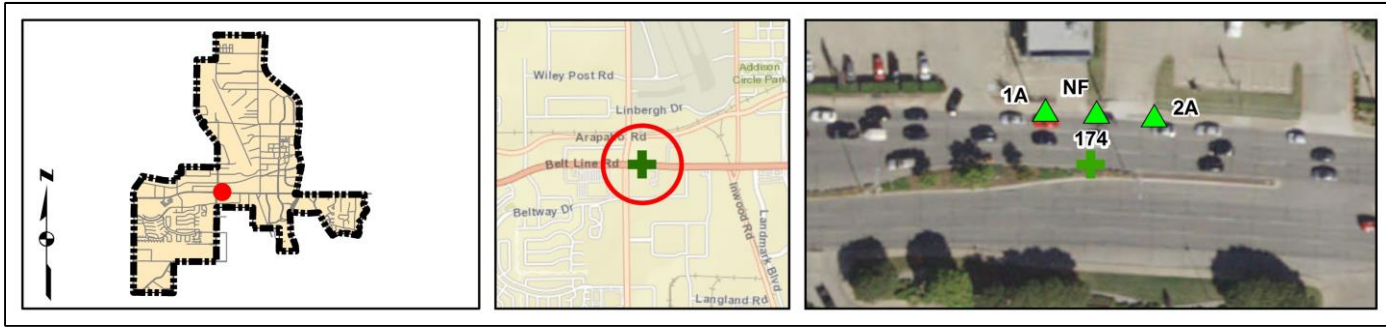 N
Wiley Post Rd
Addison
Circle Park
Linbergh Dr
Arapaho Rd
Belt Line Rd
Beltway Dr
Inwood Rd
Landmark Blvd
Langland Rd
1A
NF
2A
174